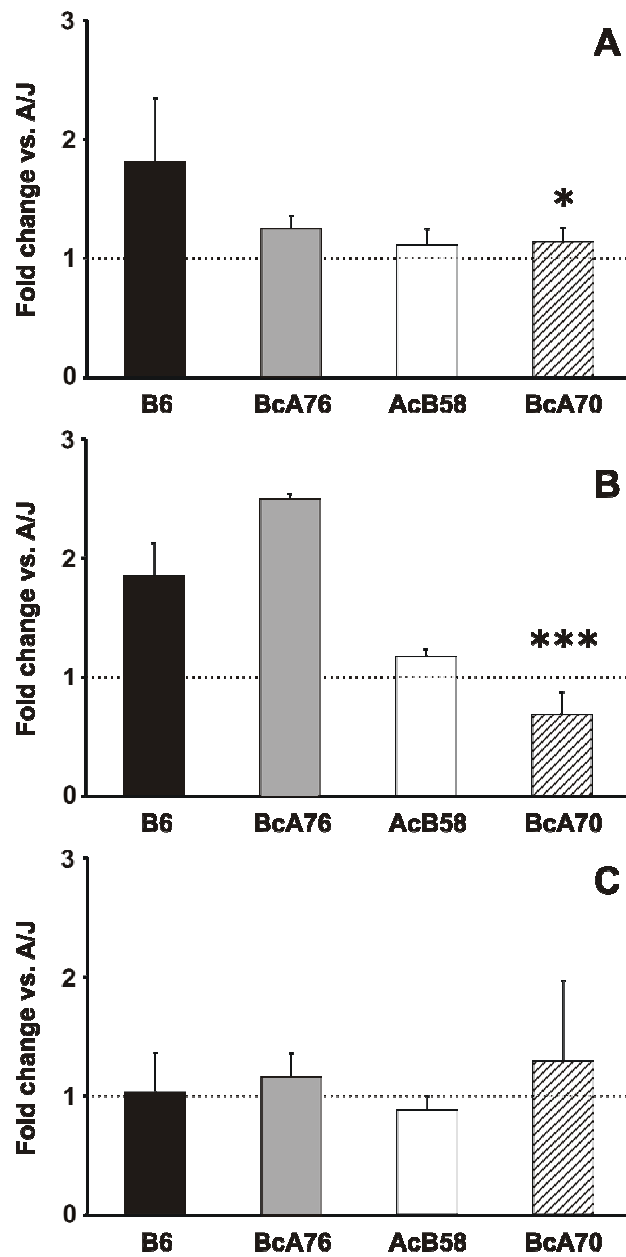 3
A
2
*
1
0
Fold change vs. A/J
B6 BcA76 AcB58 BcA70
3
B
2
***
1
0
Fold change vs. A/J
B6 BcA76 AcB58 BcA70
3
C
2
1
0
Fold change vs. A/J
B6 BcA76 AcB58 BcA70